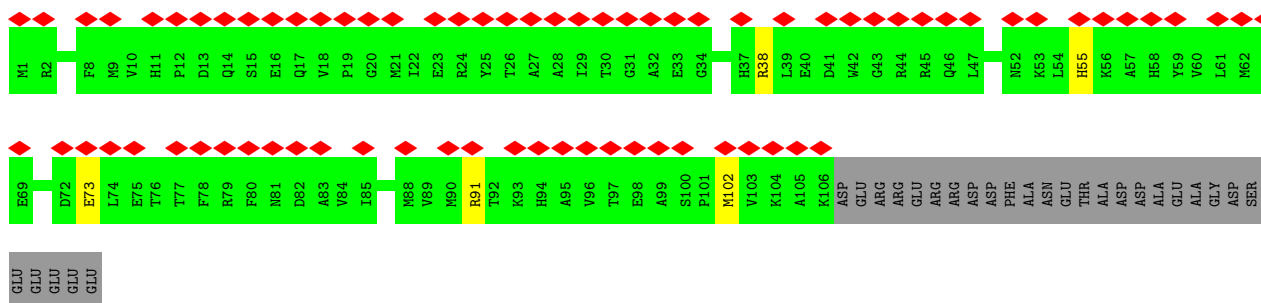 M1 R2 F8 M9 V10 H11 P12 D13 Q14 S15 E16 Q17 V18 P19 G20 M21 I22 E23 R24 Y25 T26 A27 A28 I29 T30 G31 A32 E33 G34 H37 R38 L39 E40 D41 W42 G43 R44 R45 Q46 L47 N52 K53 L54 H55 K56 A57 H58 Y59 V60 L61 M62
E69 D72 E73 L74 E75 T76 T77 F78 R79 F80 N81 D82 A83 V84 I85 M88 V89 M90 R91 T92 K93 H94 A95 V96 T97 E98 A99 S100 P101 M102 V103 K104 A105 K106 ASP GLU ARG ARG GLU ARG ARG ASP ASP PHE ALA ASN GLU THR ALA ASP ASP ALA GLU ALA GLY ASP SER
GLU GLU GLU GLU GLU